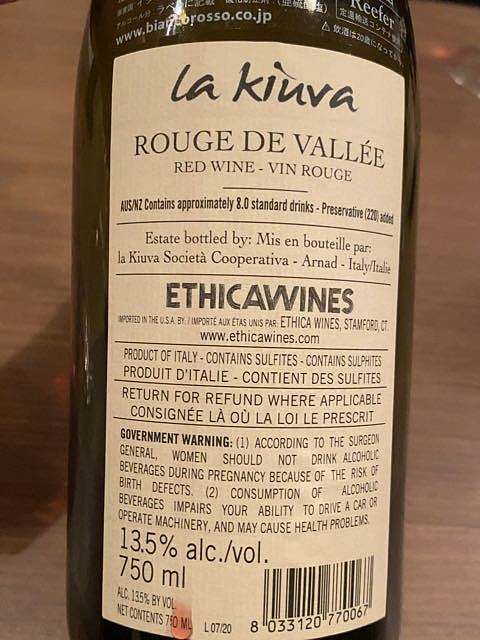 Reefer
www.biancorosso.co.jp
la kiuva
ROUGE DE VALLÉE
RED WINE - VIN ROUGE
AUS/NZ Contains approximately 8.0 standard drinks - Preservative (220) added
Estate bottled by: Mis en bouteille par:
la Kiuva Società Cooperativa - Arnad - Italy/Italie
ETHICAWINES
IMPORTED IN THE U.S.A. BY: / IMPORTÉ AUX ÉTAS UNIS PAR: ETHICA WINES, STAMFORD, CT.
www.ethicawines.com
PRODUCT OF ITALY - CONTAINS SULFITES - CONTAINS SULPHITES
PRODUIT D'ITALIE - CONTIENT DES SULFITES
RETURN FOR REFUND WHERE APPLICABLE
CONSIGNÉE LÀ OÙ LA LOI LE PRESCRIT
GOVERNMENT WARNING: (1) ACCORDING TO THE SURGEON
GENERAL, WOMEN SHOULD NOT DRINK ALCOHOLIC
BEVERAGES DURING PREGNANCY BECAUSE OF THE RISK OF
BIRTH DEFECTS. (2) CONSUMPTION OF ALCOHOLIC
BEVERAGES IMPAIRS YOUR ABILITY TO DRIVE A CAR OR
OPERATE MACHINERY, AND MAY CAUSE HEALTH PROBLEMS.
13.5% alc./vol.
750 ml
ALC. 13.5% BY VOL.
NET CONTENTS 750 ML
L 07/20
8 033120 770067